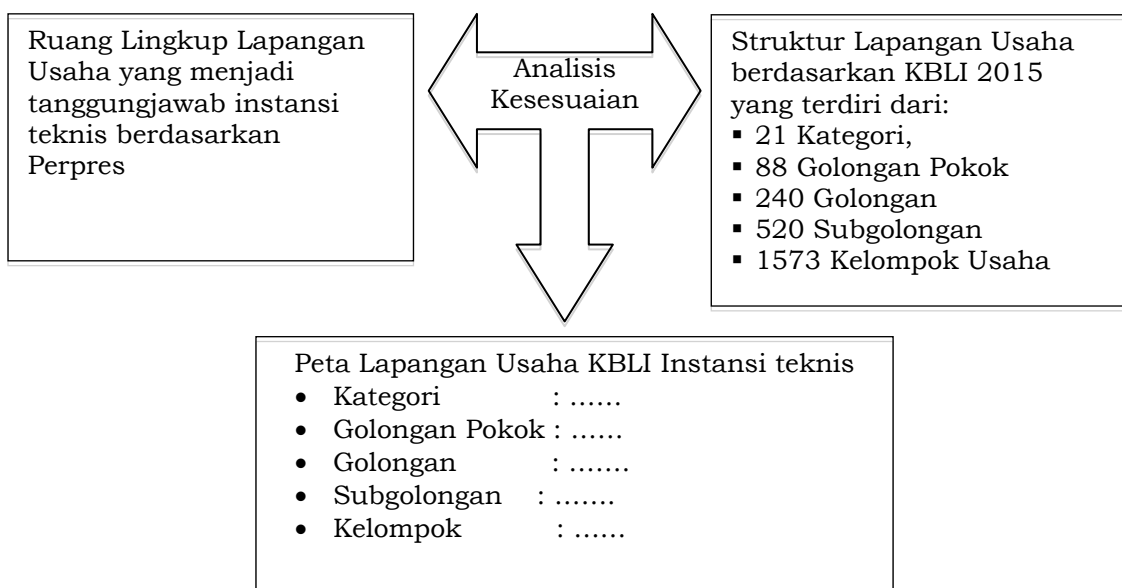 Ruang Lingkup Lapangan
Usaha yang menjadi
tanggungjawab instansi
teknis berdasarkan
Perpres
Analisis
Kesesuaian
Struktur Lapangan Usaha
berdasarkan KBLI 2015
yang terdiri dari:
▪ 21 Kategori,
▪ 88 Golongan Pokok
▪ 240 Golongan
▪ 520 Subgolongan
▪ 1573 Kelompok Usaha
Peta Lapangan Usaha KBLI Instansi teknis
• Kategori : ......
• Golongan Pokok : ......
• Golongan : .......
• Subgolongan : .......
• Kelompok : ......